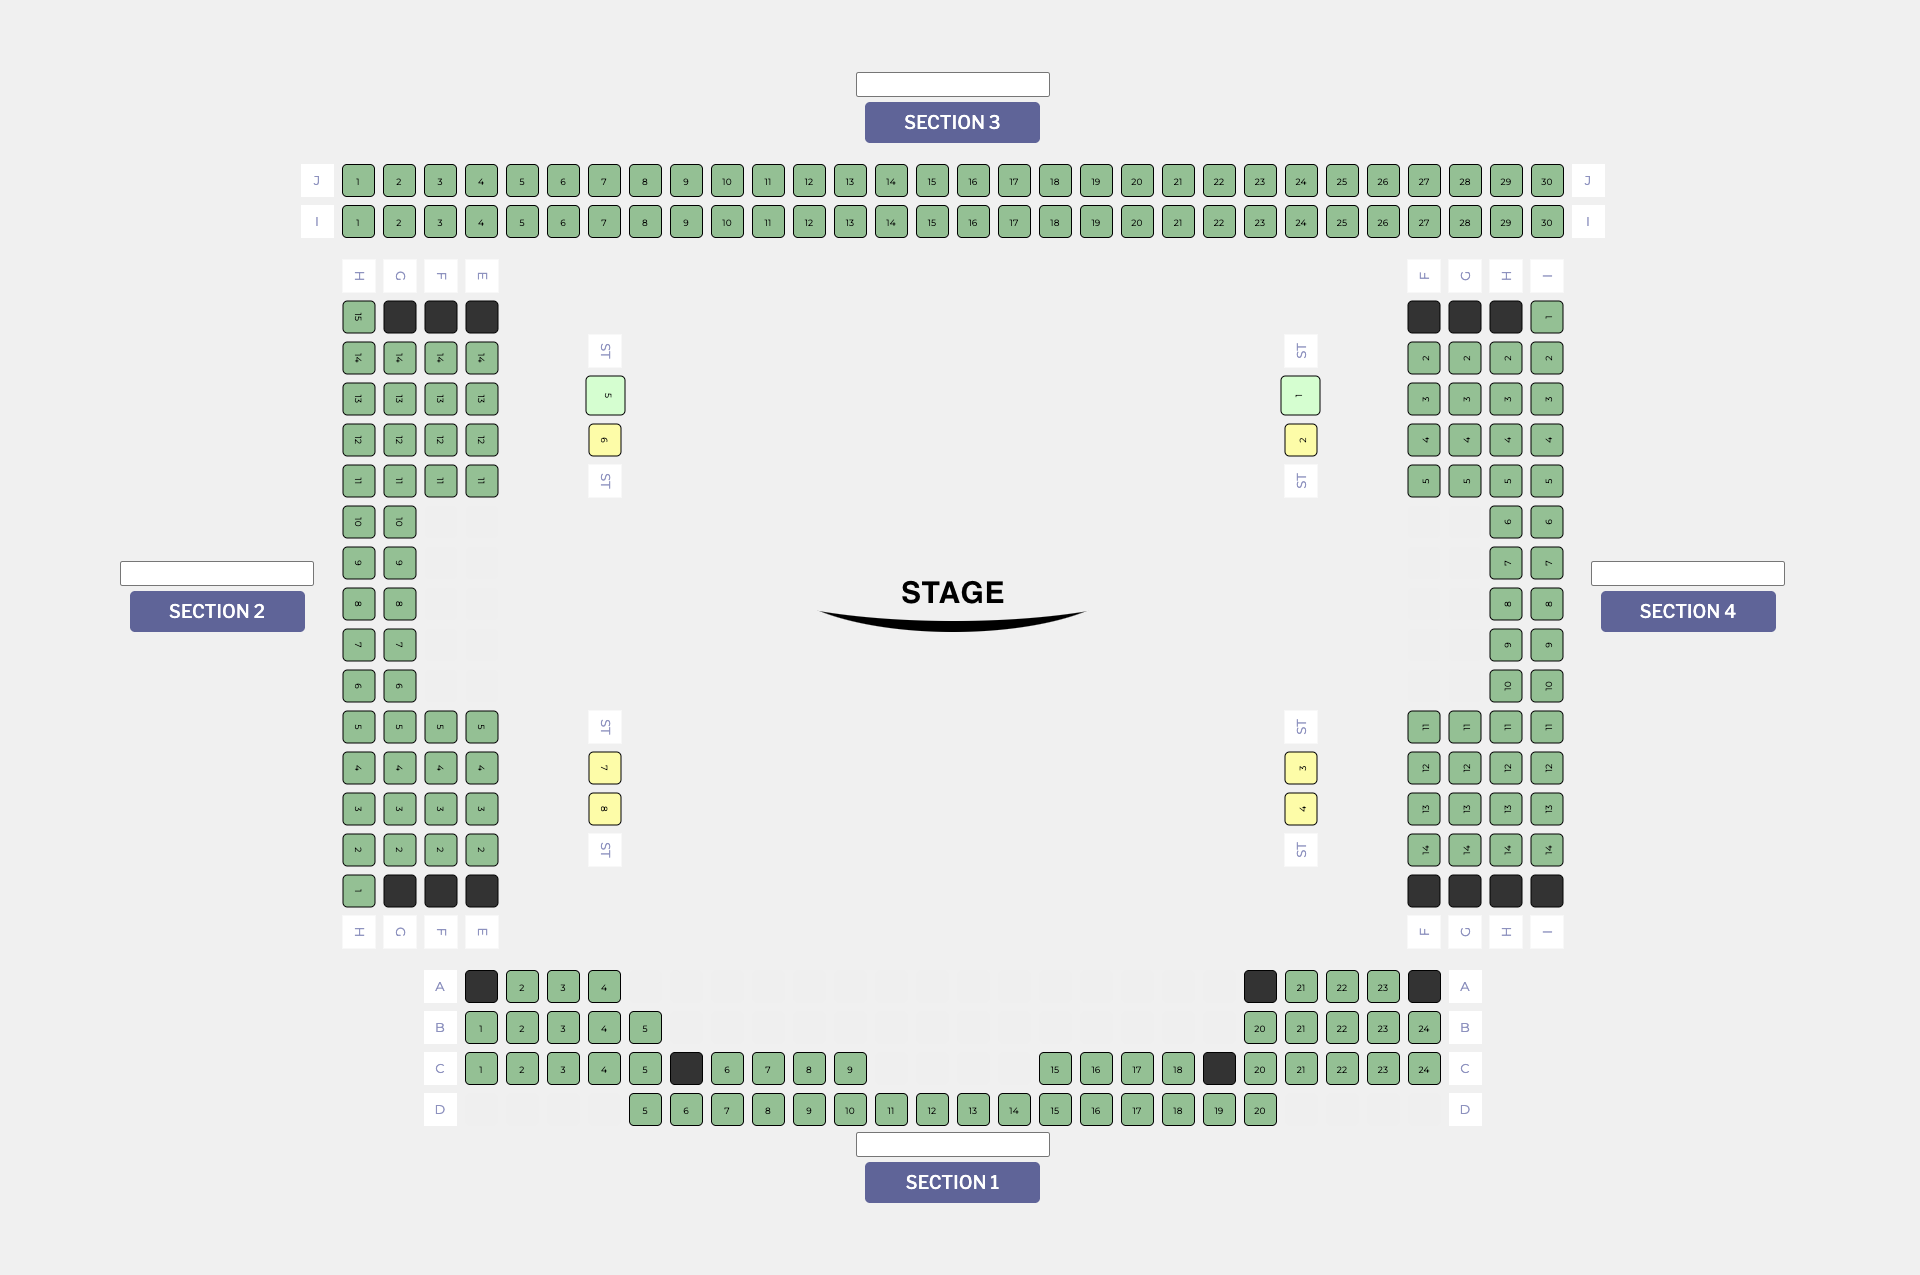 SECTION 3
J 1 2 3 4 5 6 7 8 9 10 11 12 13 14 15 16 17 18 19 20 21 22 23 24 25 26 27 28 29 30 J
I 1 2 3 4 5 6 7 8 9 10 11 12 13 14 15 16 17 18 19 20 21 22 23 24 25 26 27 28 29 30 I
H G F E F G H I
15 1
14 14 14 14 ST ST 2 2 2 2
13 13 13 13 5 1 3 3 3 3
12 12 12 12 6 2 4 4 4 4
11 11 11 11 ST ST 5 5 5 5
10 10 6 6
9 9 7 7
8 8 8 8
SECTION 2 STAGE SECTION 4
7 7 9 9
6 6 10 10
5 5 5 5 ST ST 11 11 11 11
4 4 4 4 7 3 12 12 12 12
3 3 3 3 8 4 13 13 13 13
2 2 2 2 ST ST 14 14 14 14
1
H G F E F G H I
A 2 3 4 21 22 23 A
B 1 2 3 4 5 20 21 22 23 24 B
C 1 2 3 4 5 6 7 8 9 15 16 17 18 20 21 22 23 24 C
D 5 6 7 8 9 10 11 12 13 14 15 16 17 18 19 20 D
SECTION 1